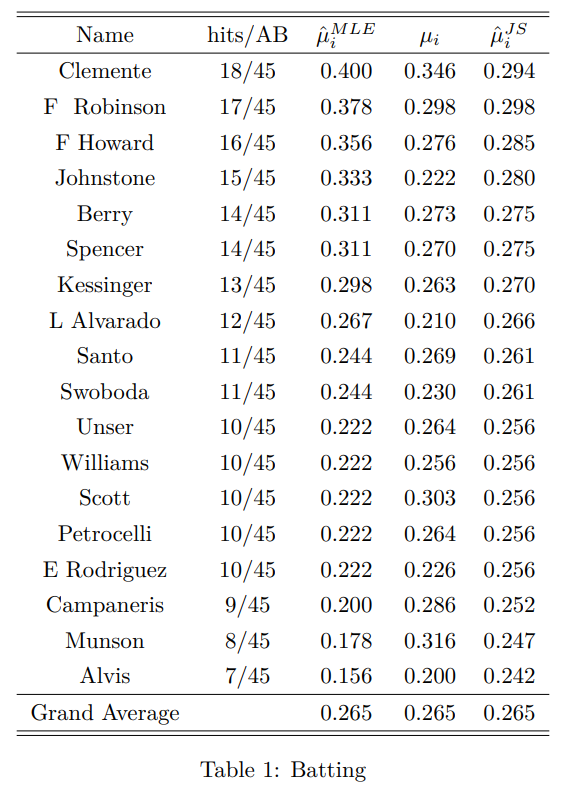 Name hits/AB μ̂ᵢᴹᴸᴱ μᵢ μ̂ᵢᴶˢ
Clemente 18/45 0.400 0.346 0.294
F Robinson 17/45 0.378 0.298 0.298
F Howard 16/45 0.356 0.276 0.285
Johnstone 15/45 0.333 0.222 0.280
Berry 14/45 0.311 0.273 0.275
Spencer 14/45 0.311 0.270 0.275
Kessinger 13/45 0.298 0.263 0.270
L Alvarado 12/45 0.267 0.210 0.266
Santo 11/45 0.244 0.269 0.261
Swoboda 11/45 0.244 0.230 0.261
Unser 10/45 0.222 0.264 0.256
Williams 10/45 0.222 0.256 0.256
Scott 10/45 0.222 0.303 0.256
Petrocelli 10/45 0.222 0.264 0.256
E Rodriguez 10/45 0.222 0.226 0.256
Campaneris 9/45 0.200 0.286 0.252
Munson 8/45 0.178 0.316 0.247
Alvis 7/45 0.156 0.200 0.242
Grand Average 0.265 0.265 0.265
Table 1: Batting